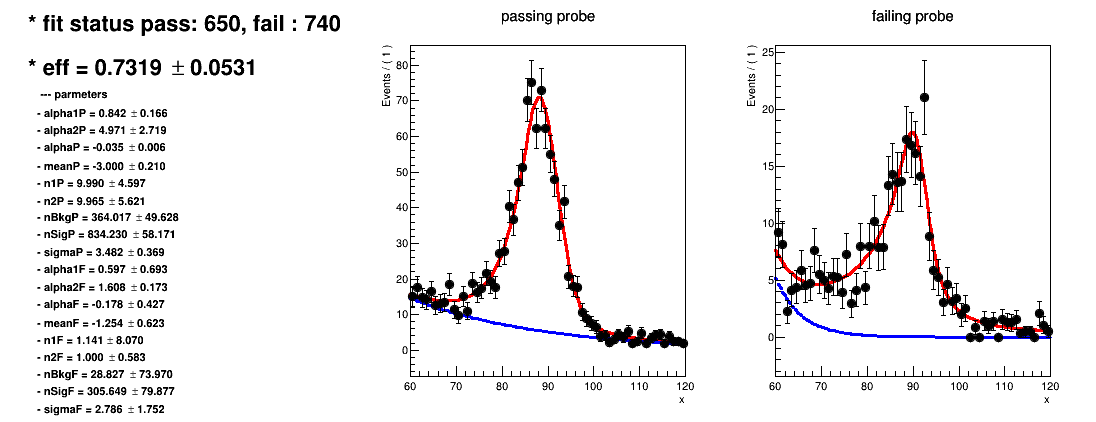 * fit status pass: 650, fail : 740
* eff = 0.7319 ± 0.0531
--- parmeters
- alpha1P = 0.842 ± 0.166
- alpha2P = 4.971 ± 2.719
- alphaP = -0.035 ± 0.006
- meanP = -3.000 ± 0.210
- n1P = 9.990 ± 4.597
- n2P = 9.965 ± 5.621
- nBkgP = 364.017 ± 49.628
- nSigP = 834.230 ± 58.171
- sigmaP = 3.482 ± 0.369
- alpha1F = 0.597 ± 0.693
- alpha2F = 1.608 ± 0.173
- alphaF = -0.178 ± 0.427
- meanF = -1.254 ± 0.623
- n1F = 1.141 ± 8.070
- n2F = 1.000 ± 0.583
- nBkgF = 28.827 ± 73.970
- nSigF = 305.649 ± 79.877
- sigmaF = 2.786 ± 1.752
passing probe
Events / ( 1 )
80
70
60
50
40
30
20
10
0
60 70 80 90 100 110 120
x
failing probe
Events / ( 1 )
25
20
15
10
5
0
60 70 80 90 100 110 120
x